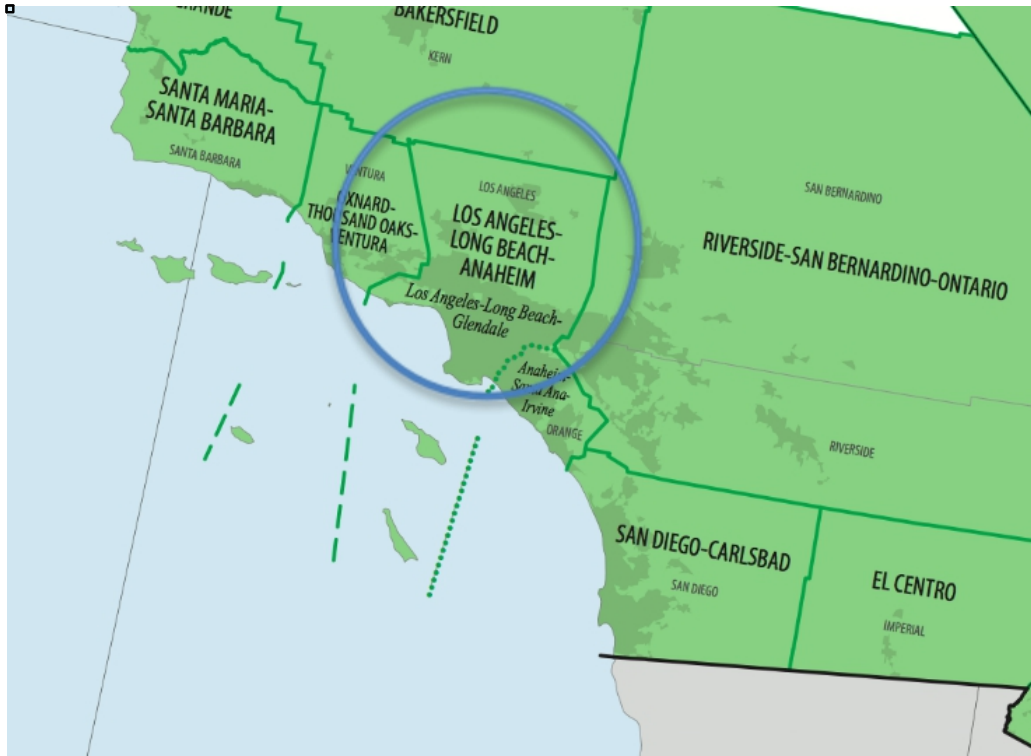 GRANDE
BAKERSFIELD
KERN
SANTA MARIA-
SANTA BARBARA
SANTA BARBARA
VENTURA
OXNARD-
THOUSAND OAKS-
VENTURA
LOS ANGELES
LOS ANGELES-
LONG BEACH-
ANAHEIM
Los Angeles-Long Beach-
Glendale
Anaheim-
Santa Ana-
Irvine
ORANGE
SAN BERNARDINO
RIVERSIDE-SAN BERNARDINO-ONTARIO
RIVERSIDE
SAN DIEGO-CARLSBAD
SAN DIEGO
EL CENTRO
IMPERIAL